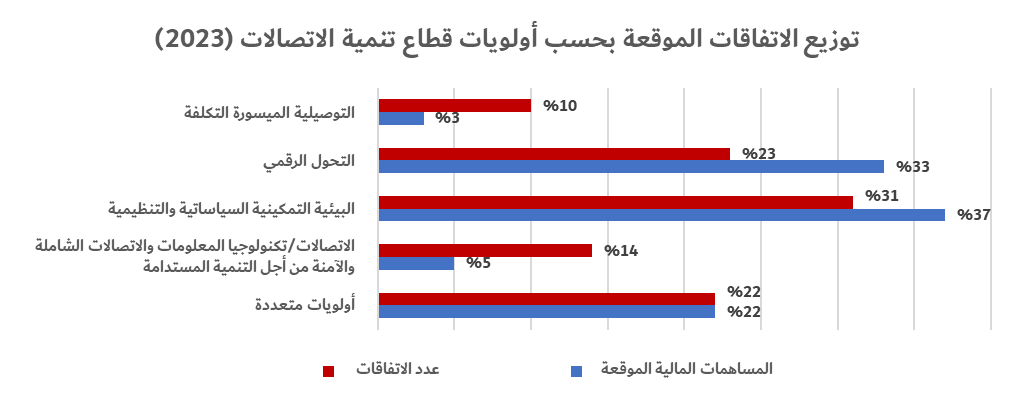 توزيع الاتفاقات الموقعة بحسب أولويات قطاع تنمية الاتصالات (2023)
التوصيلية الميسورة التكلفة
%10
%3
التحول الرقمي
%23
%33
البيئية التمكينية السياساتية والتنظيمية
%31
%37
الاتصالات/تكنولوجيا المعلومات والاتصالات الشاملة
والآمنة من أجل التنمية المستدامة
%14
%5
أولويات متعددة
%22
%22
المساهمات المالية الموقعة
عدد الاتفاقات